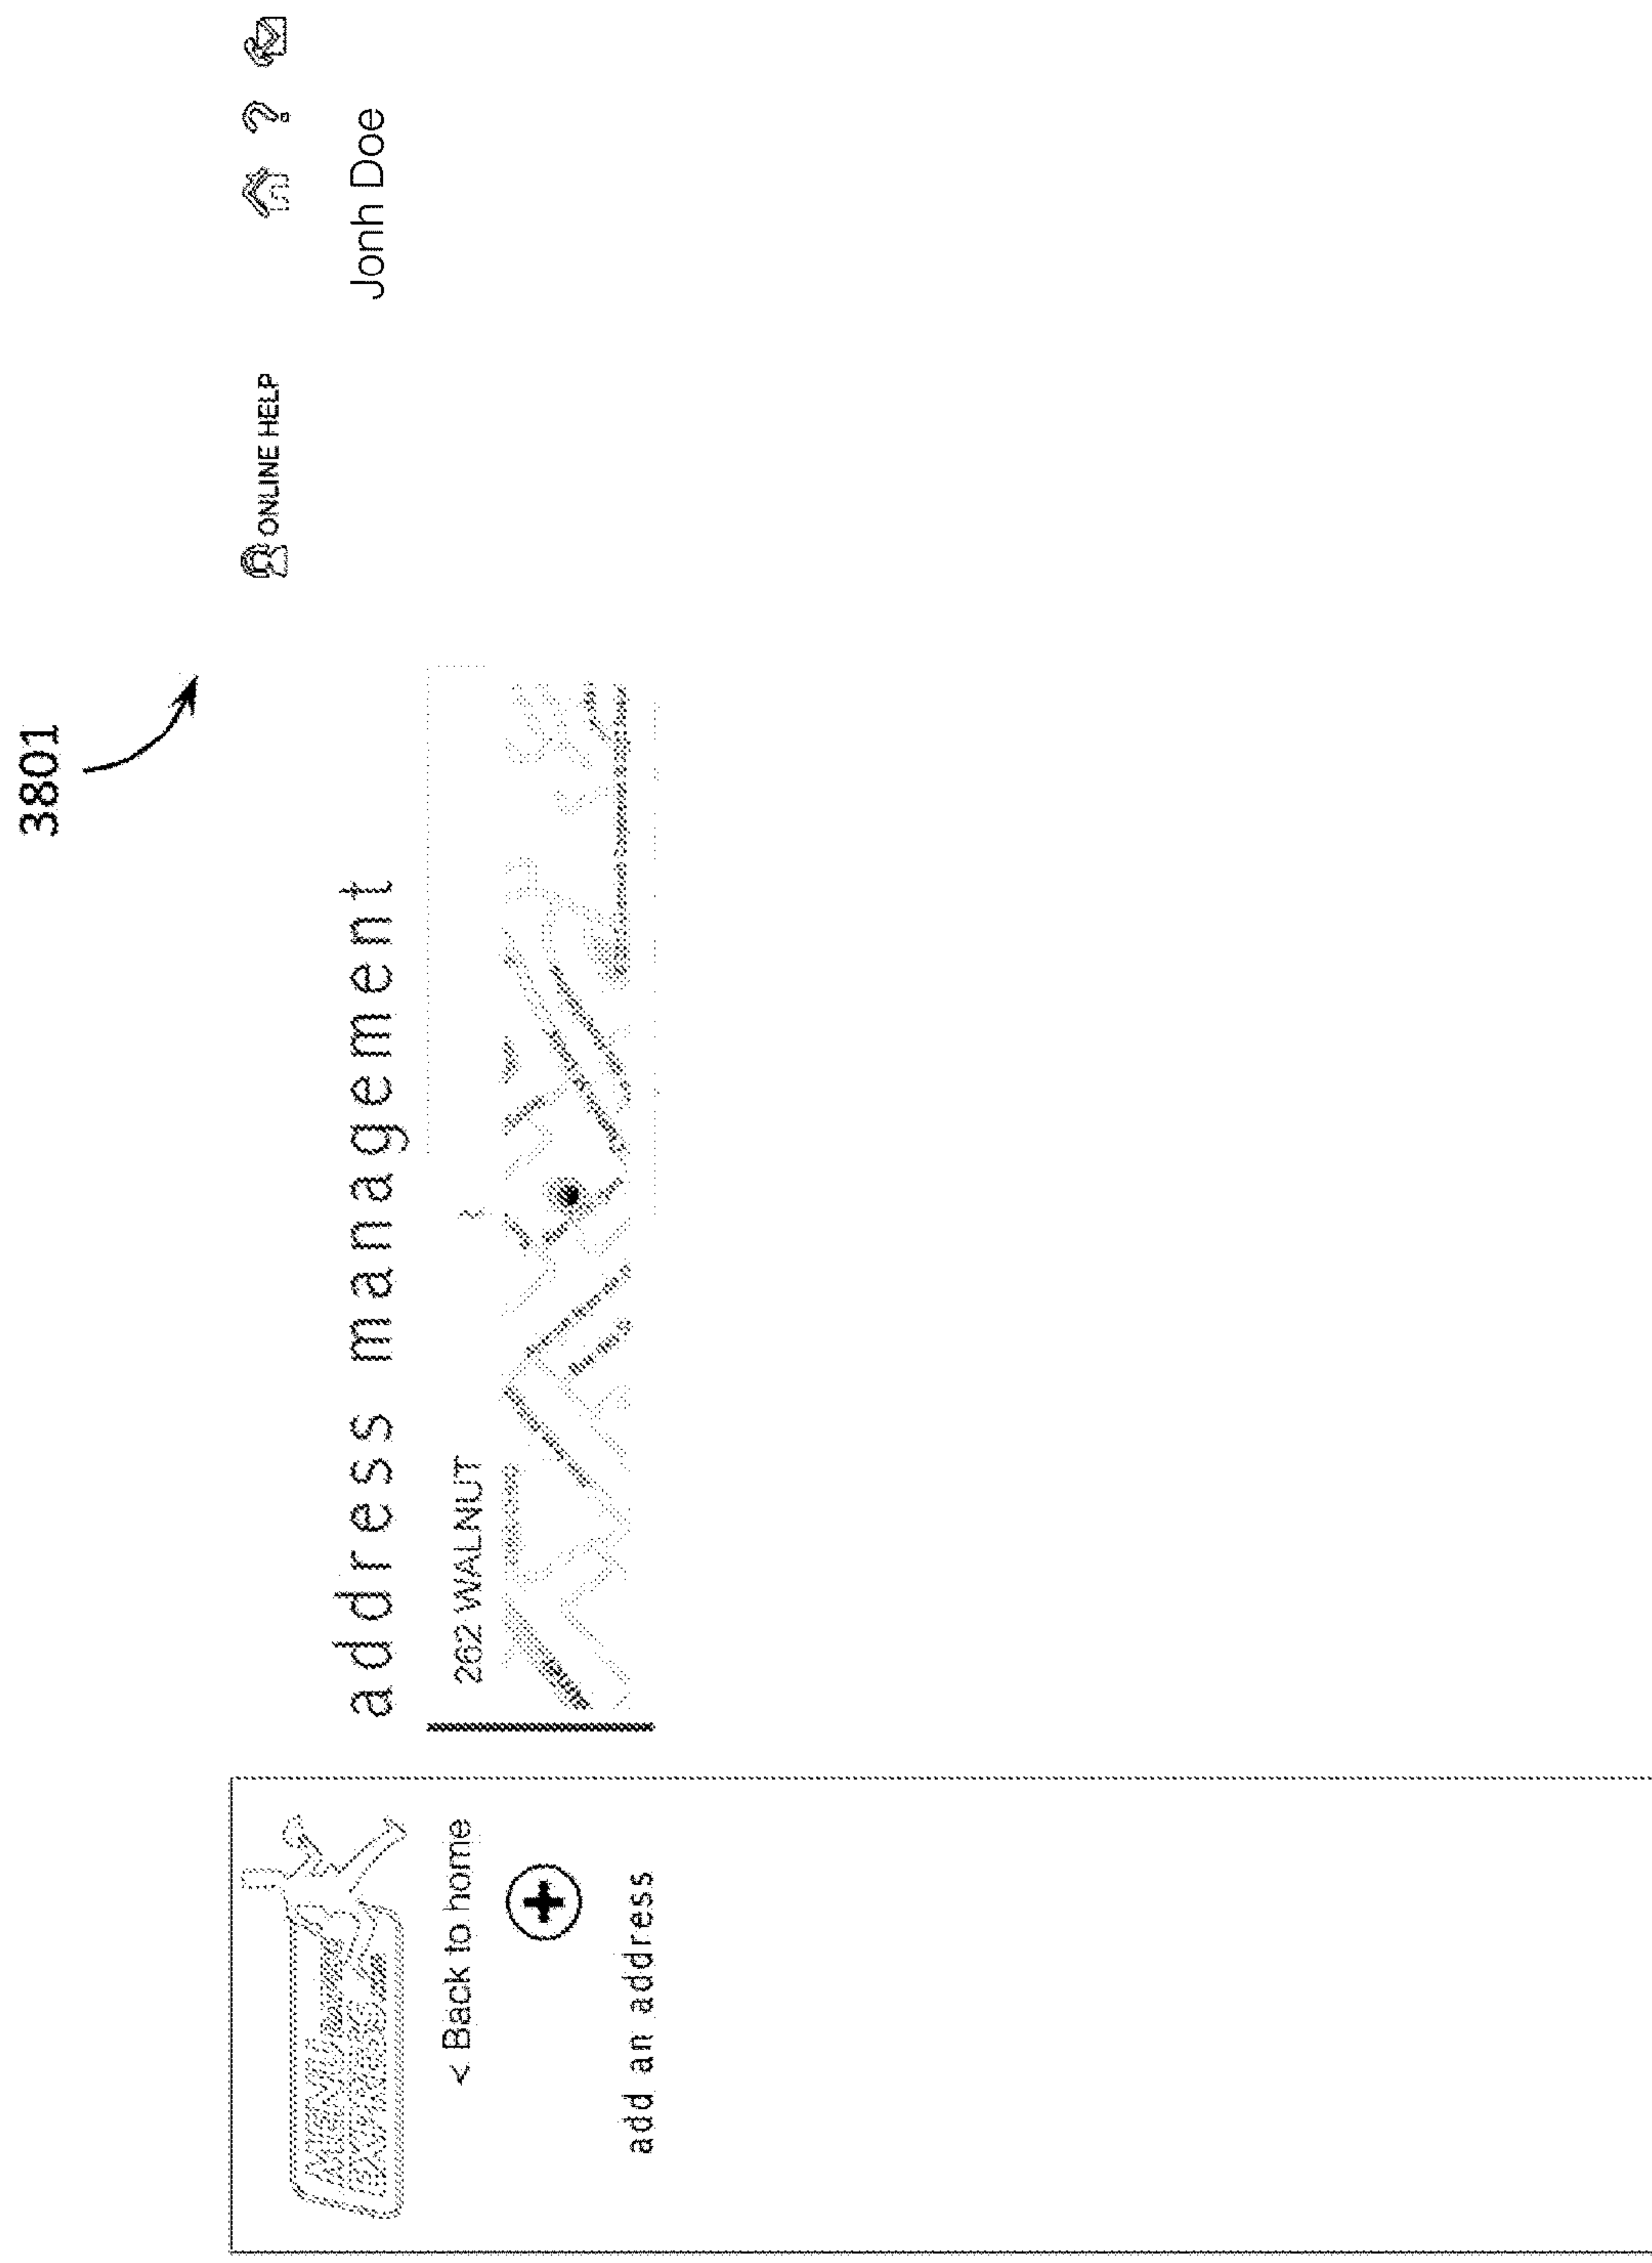 3801
ONLINE HELP
?
address management
Jonh Doe
< Back to home
262 WALNUT
add an address